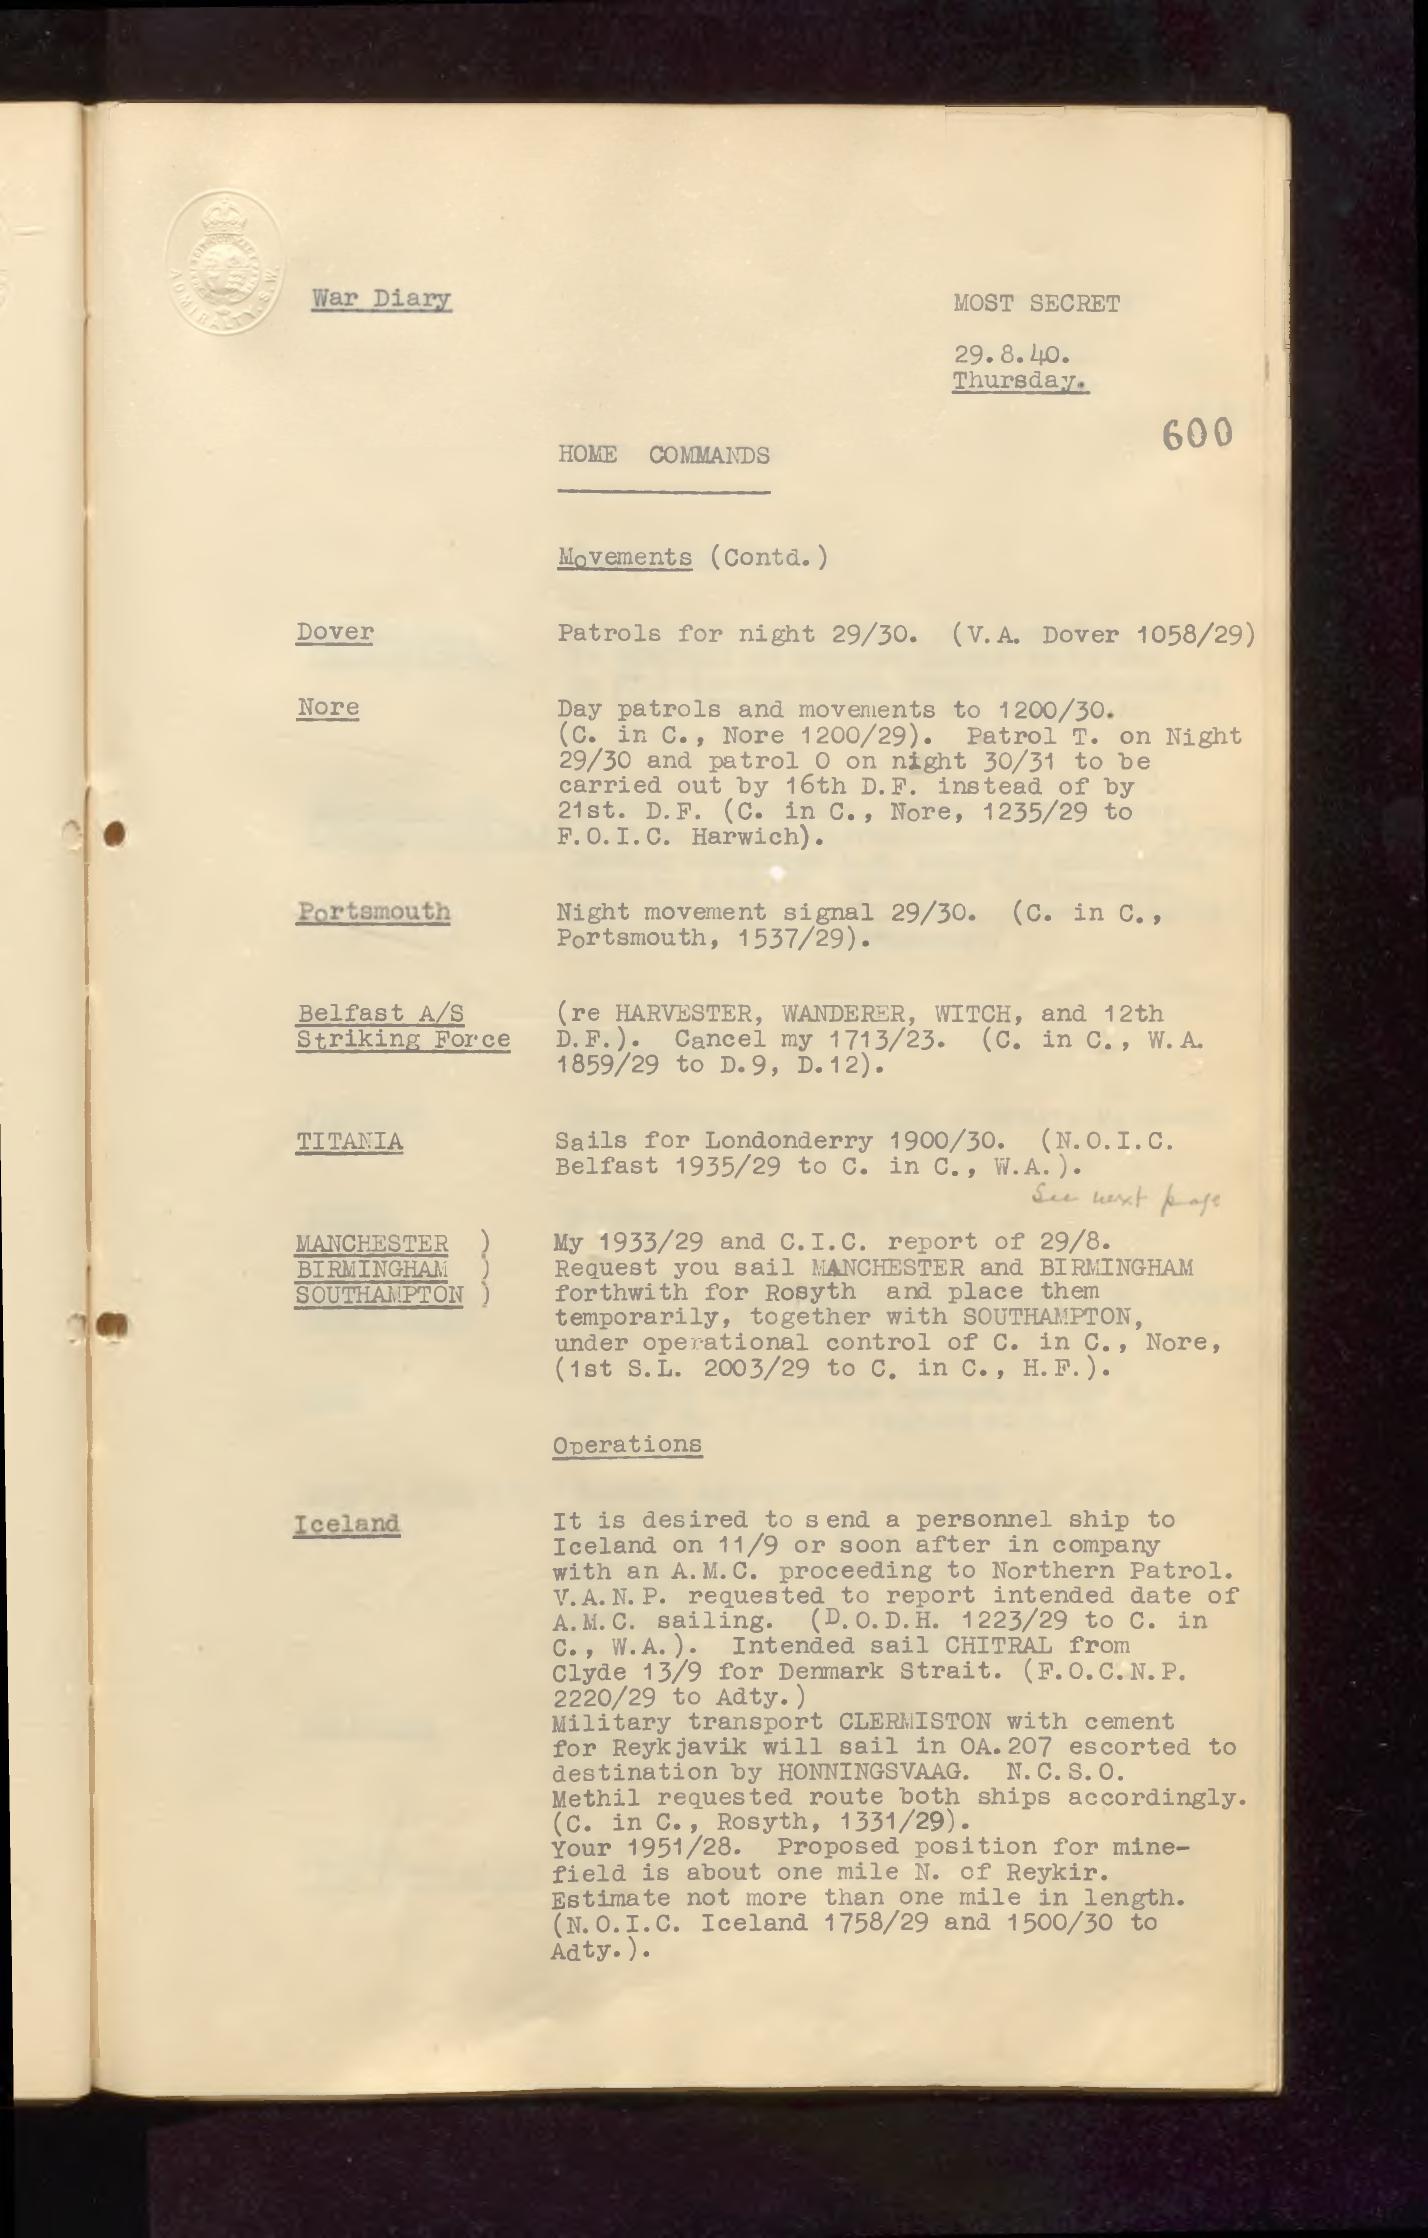 ADMIRALTY. S.W.
War Diary
MOST SECRET
29.8.40.
Thursday.
600
HOME COMMANDS
Movements (Contd.)
Dover Patrols for night 29/30. (V.A. Dover 1058/29)
Nore Day patrols and movements to 1200/30.
(C. in C., Nore 1200/29). Patrol T. on Night
29/30 and patrol O on night 30/31 to be
carried out by 16th D.F. instead of by
21st. D.F. (C. in C., Nore, 1235/29 to
F.O.I.C. Harwich).
Portsmouth Night movement signal 29/30. (C. in C.,
Portsmouth, 1537/29).
Belfast A/S (re HARVESTER, WANDERER, WITCH, and 12th
Striking Force D.F.). Cancel my 1713/23. (C. in C., W.A.
1859/29 to D.9, D.12).
TITANIA Sails for Londonderry 1900/30. (N.O.I.C.
Belfast 1935/29 to C. in C., W.A.).
See next page
MANCHESTER ) My 1933/29 and C.I.C. report of 29/8.
BIRMINGHAM ) Request you sail MANCHESTER and BIRMINGHAM
SOUTHAMPTON ) forthwith for Rosyth and place them
temporarily, together with SOUTHAMPTON,
under operational control of C. in C., Nore,
(1st S.L. 2003/29 to C. in C., H.F.).
Operations
Iceland It is desired to send a personnel ship to
Iceland on 11/9 or soon after in company
with an A.M.C. proceeding to Northern Patrol.
V.A.N.P. requested to report intended date of
A.M.C. sailing. (D.O.D.H. 1223/29 to C. in
C., W.A.). Intended sail CHITRAL from
Clyde 13/9 for Denmark Strait. (F.O.C.N.P.
2220/29 to Adty.)
Military transport CLERMISTON with cement
for Reykjavik will sail in OA.207 escorted to
destination by HONNINGSVAAG. N.C.S.O.
Methil requested route both ships accordingly.
(C. in C., Rosyth, 1331/29).
Your 1951/28. Proposed position for mine-
field is about one mile N. of Reykir.
Estimate not more than one mile in length.
(N.O.I.C. Iceland 1758/29 and 1500/30 to
Adty.).